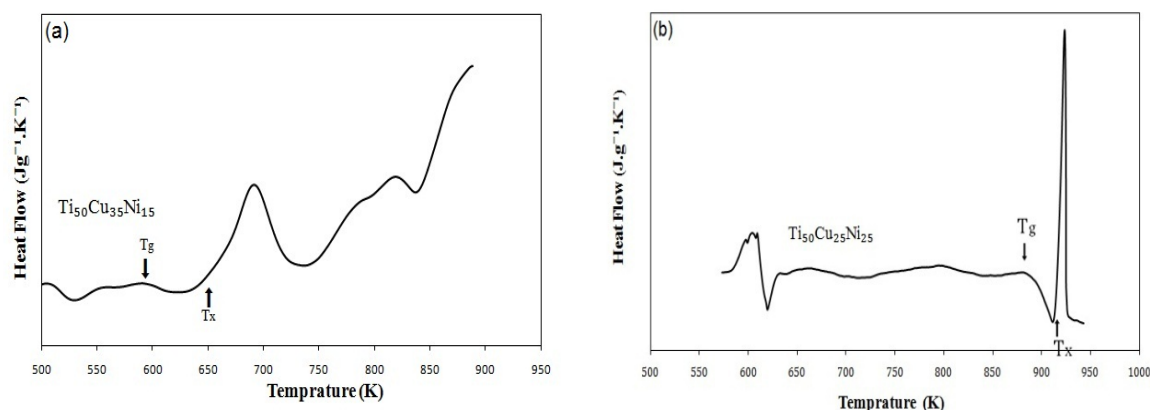 (a)
Heat Flow (Jg⁻¹.K⁻¹)
Ti₅₀Cu₃₅Ni₁₅
Tg
Tx
500 550 600 650 700 750 800 850 900 950
Temprature (K)
(b)
Heat Flow (J.g⁻¹.K⁻¹)
Ti₅₀Cu₂₅Ni₂₅
Tg
Tx
500 550 600 650 700 750 800 850 900 950 1000
Temprature (K)